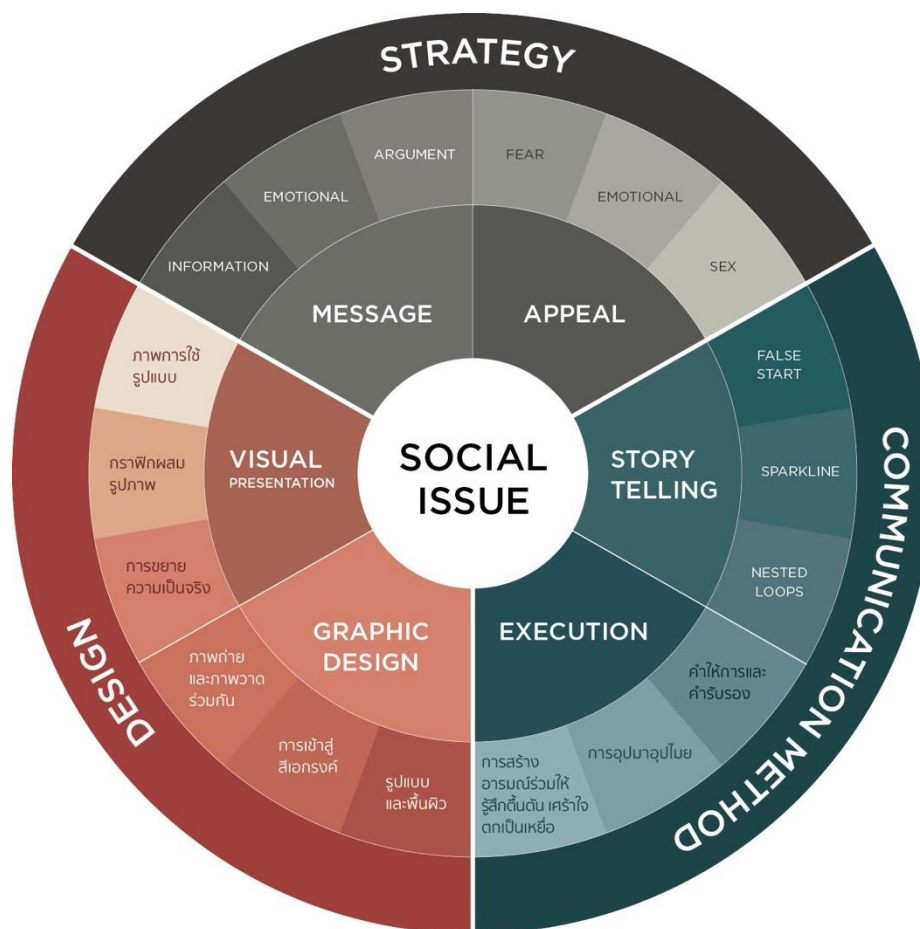 STRATEGY
ARGUMENT
FEAR
EMOTIONAL
EMOTIONAL
INFORMATION
SEX
MESSAGE
APPEAL
ภาพการใช้
รูปแบบ
FALSE
START
กราฟิกผสม
รูปภาพ
VISUAL
PRESENTATION
SOCIAL
ISSUE
STORY
TELLING
SPARKLINE
การขยาย
ความเป็นจริง
NESTED
LOOPS
GRAPHIC
DESIGN
EXECUTION
ภาพถ่าย
และภาพวาด
ร่วมกัน
คำให้การและ
คำรับรอง
การเข้าสู่
สีเอกรงค์
การอุปมาอุปไมย
รูปแบบ
และพื้นผิว
การสร้าง
อารมณ์ร่วมให้
รู้สึกตื้นตัน เศร้าใจ
ตกเป็นเหยื่อ
DESIGN
COMMUNICATION METHOD